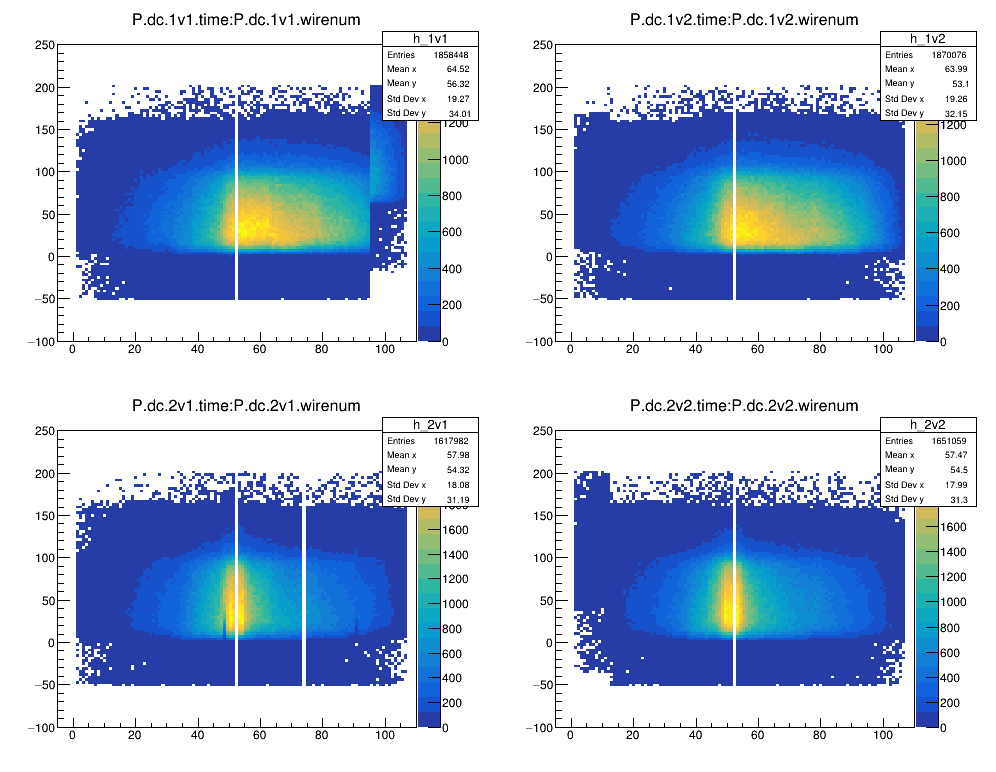 P.dc.1v1.time:P.dc.1v1.wirenum
h_1v1
Entries 1858448
Mean x 64.52
Mean y 56.32
Std Dev x 19.27
Std Dev y 34.01
250
200
150
100
50
0
−50
−100
0 20 40 60 80 100
1200
1000
800
600
400
200
0
P.dc.1v2.time:P.dc.1v2.wirenum
h_1v2
Entries 1870076
Mean x 63.99
Mean y 53.1
Std Dev x 19.26
Std Dev y 32.15
250
200
150
100
50
0
−50
−100
0 20 40 60 80 100
1200
1000
800
600
400
200
0
P.dc.2v1.time:P.dc.2v1.wirenum
h_2v1
Entries 1617982
Mean x 57.98
Mean y 54.32
Std Dev x 18.08
Std Dev y 31.19
250
200
150
100
50
0
−50
−100
0 20 40 60 80 100
1600
1400
1200
1000
800
600
400
200
0
P.dc.2v2.time:P.dc.2v2.wirenum
h_2v2
Entries 1651059
Mean x 57.47
Mean y 54.5
Std Dev x 17.99
Std Dev y 31.3
250
200
150
100
50
0
−50
−100
0 20 40 60 80 100
1600
1400
1200
1000
800
600
400
200
0